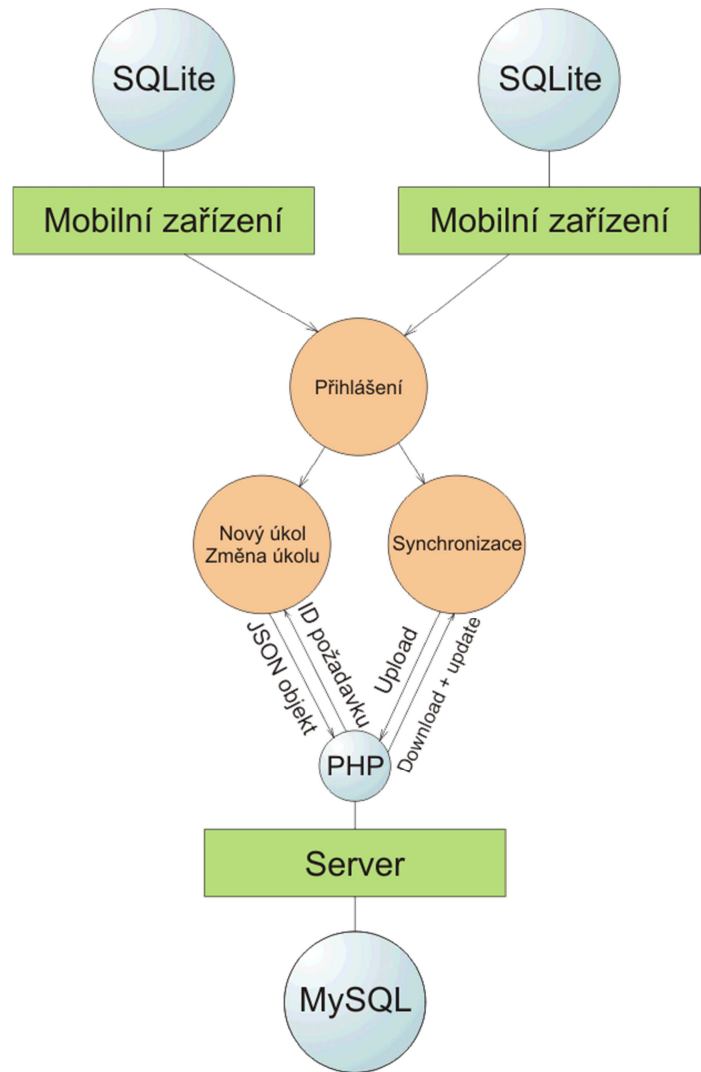 SQLite
SQLite
Mobilní zařízení
Mobilní zařízení
Přihlášení
Nový úkol
Změna úkolu
Synchronizace
JSON objekt
ID požadavku
Upload
Download + update
PHP
Server
MySQL